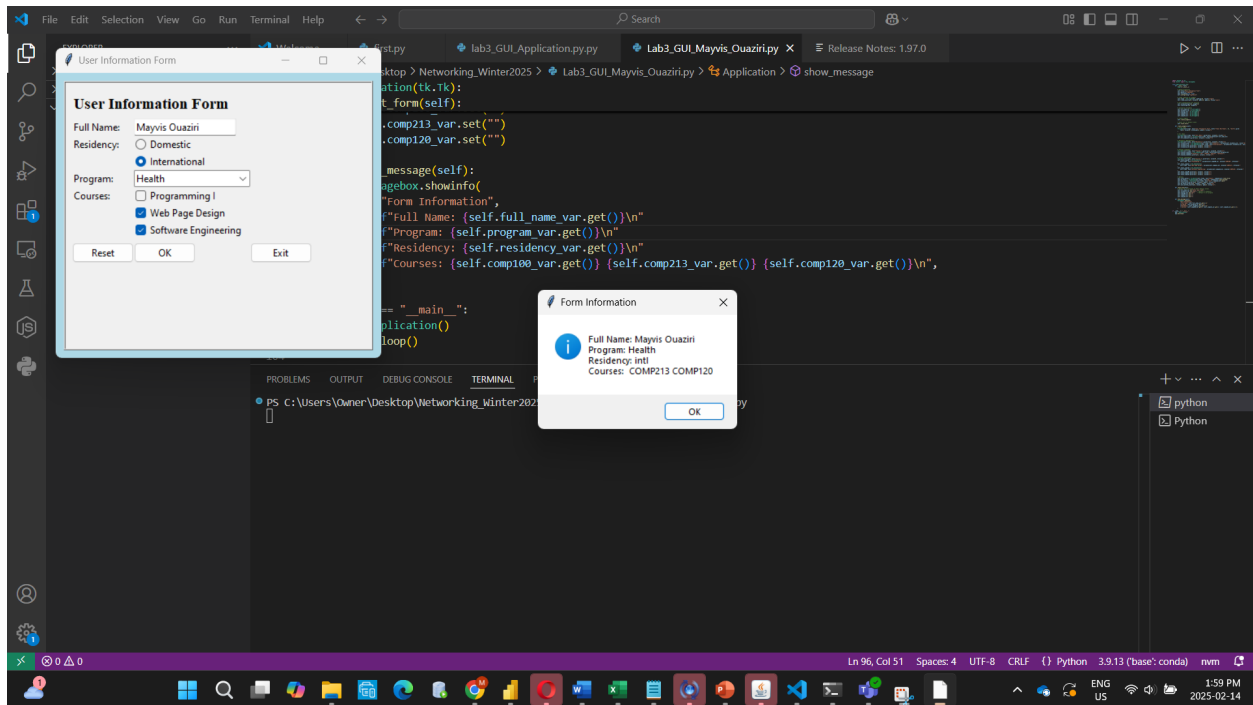 File Edit Selection View Go Run Terminal Help Search
EXPLORER Welcome first.py lab3_GUI_Application.py.py Lab3_GUI_Mayvis_Ouaziri.py Release Notes: 1.97.0
Networking_Winter2025 > Lab3_GUI_Mayvis_Ouaziri.py > Application > show_message
User Information Form
User Information Form
Full Name: Mayvis Ouaziri
Residency: Domestic
International
Program: Health
Courses: Programming I
Web Page Design
Software Engineering
Reset OK Exit
ation(tk.Tk):
t_form(self):
.comp213_var.set("")
.comp120_var.set("")
_message(self):
agebox.showinfo(
"Form Information",
f"Full Name: {self.full_name_var.get()}\n"
f"Program: {self.program_var.get()}\n"
f"Residency: {self.residency_var.get()}\n"
f"Courses: {self.comp100_var.get()} {self.comp213_var.get()} {self.comp120_var.get()}\n",
== "__main__":
plication()
loop()
Form Information
Full Name: Mayvis Ouaziri
Program: Health
Residency: intl
Courses: COMP213 COMP120
OK
PROBLEMS OUTPUT DEBUG CONSOLE TERMINAL
PS C:\Users\Owner\Desktop\Networking_Winter202
python
Python
0 0 Ln 96, Col 51 Spaces: 4 UTF-8 CRLF {} Python 3.9.13 ('base': conda) nvm
ENG
US
1:59 PM
2025-02-14